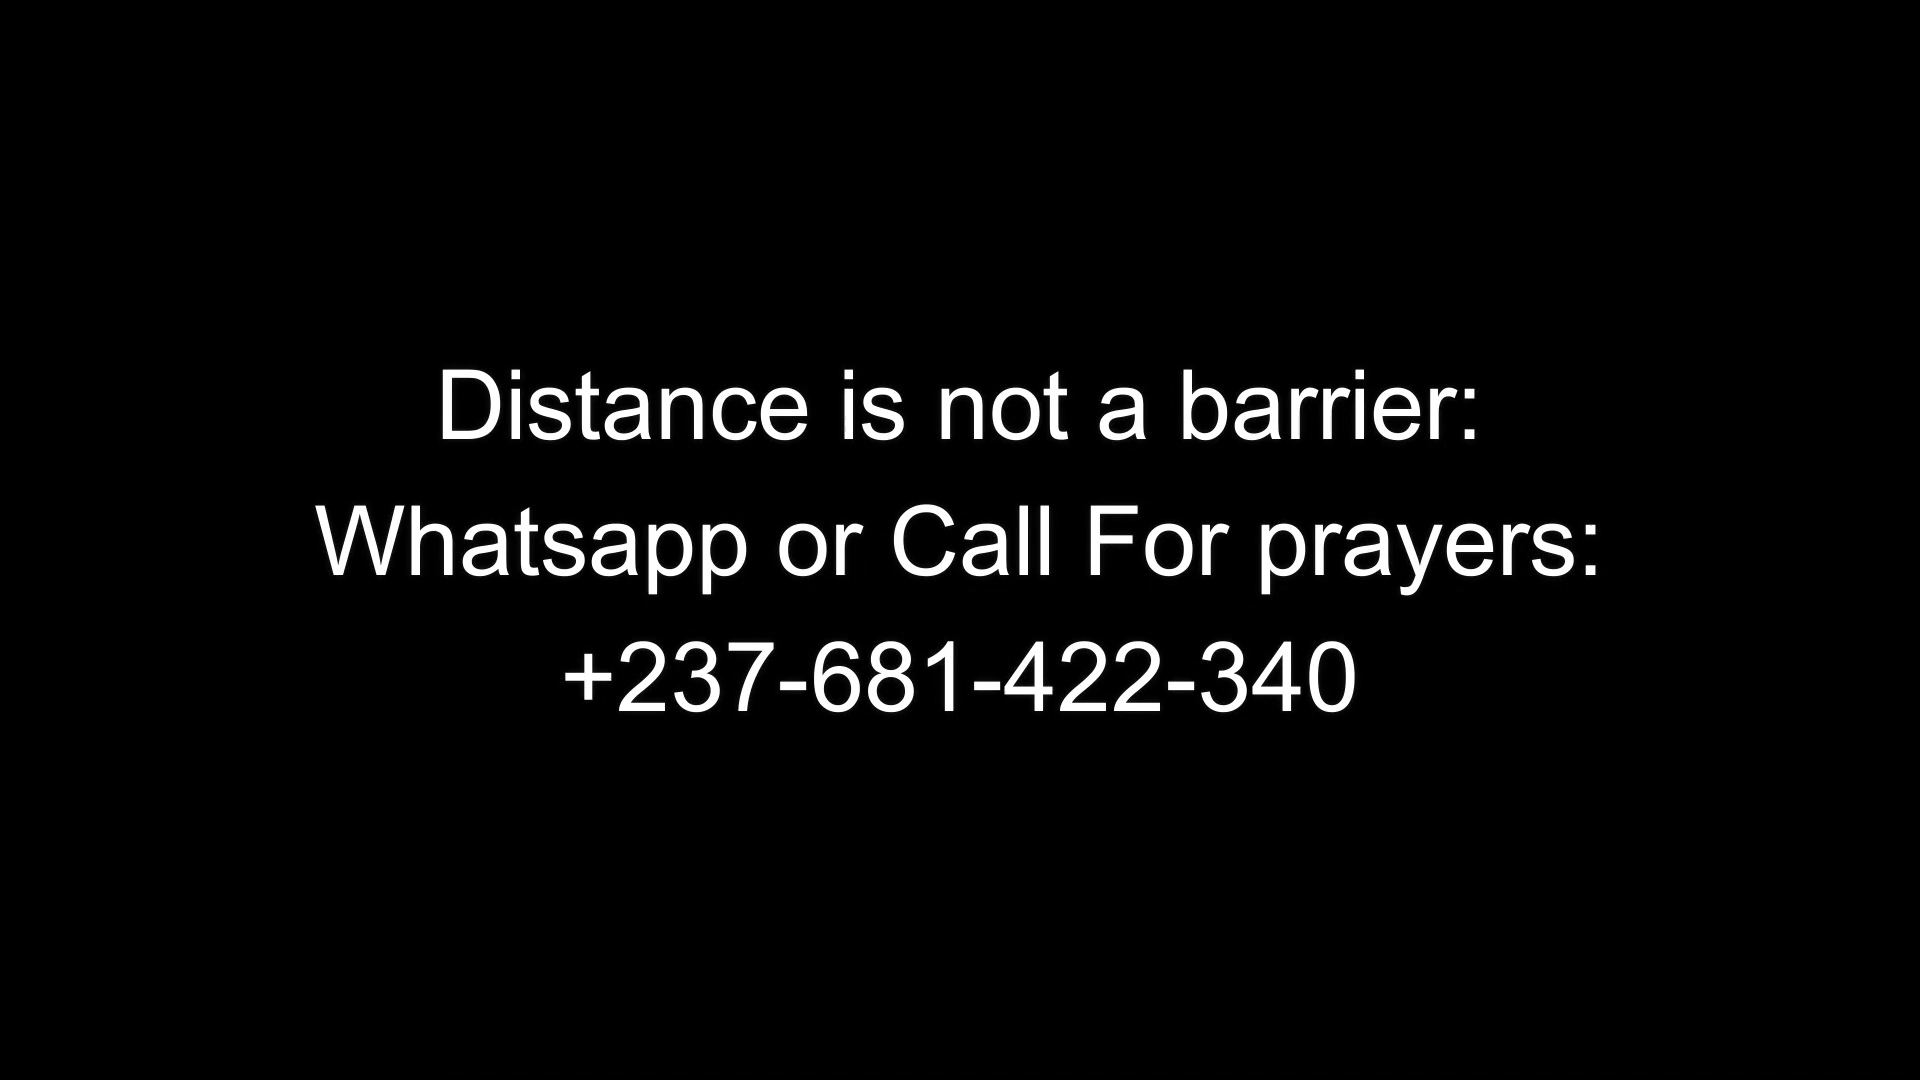 Distance is not a barrier:
Whatsapp or Call For prayers:
+237-681-422-340